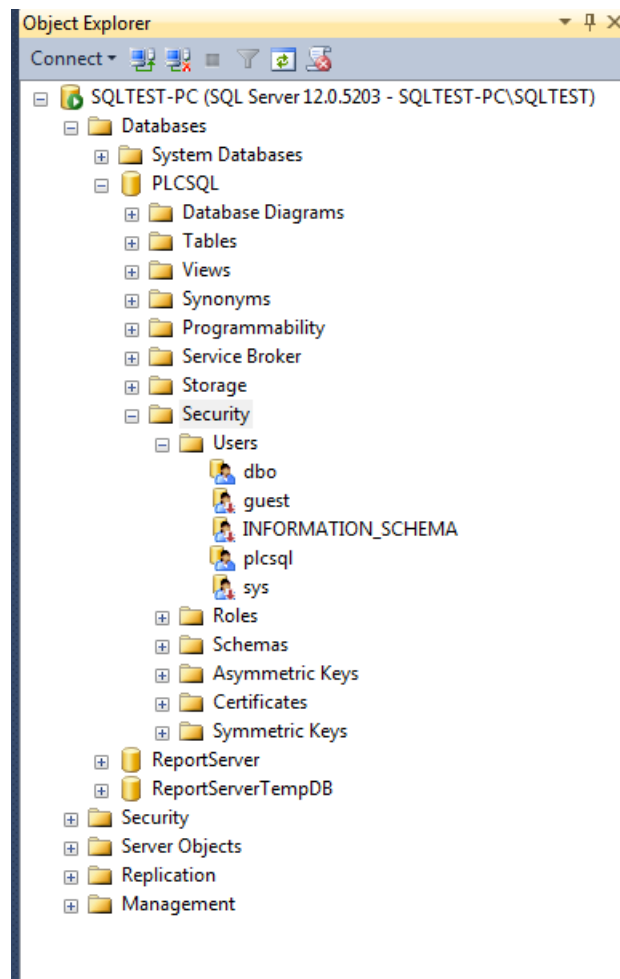 Object Explorer
Connect
SQLTEST-PC (SQL Server 12.0.5203 - SQLTEST-PC\SQLTEST)
Databases
System Databases
PLCSQL
Database Diagrams
Tables
Views
Synonyms
Programmability
Service Broker
Storage
Security
Users
dbo
guest
INFORMATION_SCHEMA
plcsql
sys
Roles
Schemas
Asymmetric Keys
Certificates
Symmetric Keys
ReportServer
ReportServerTempDB
Security
Server Objects
Replication
Management